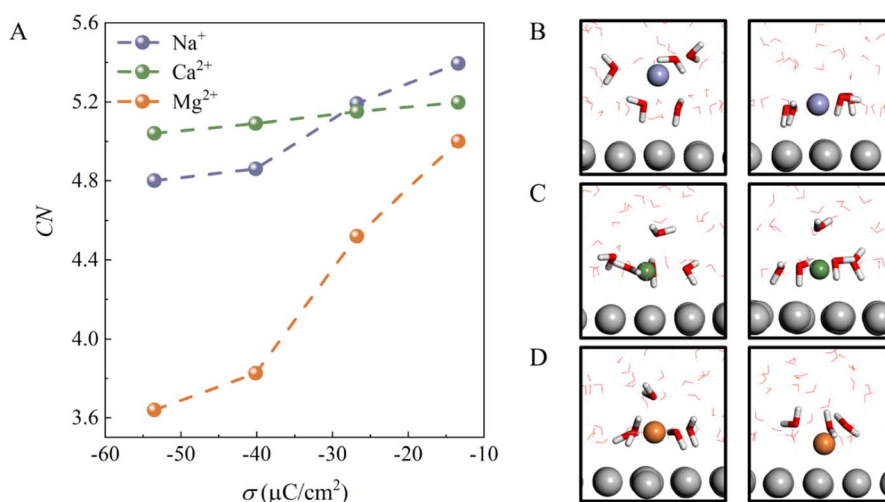 A
B
C
D
Na⁺
Ca²⁺
Mg²⁺
CN
5.6
5.2
4.8
4.4
4.0
3.6
-60
-50
-40
-30
-20
-10
σ (μC/cm²)